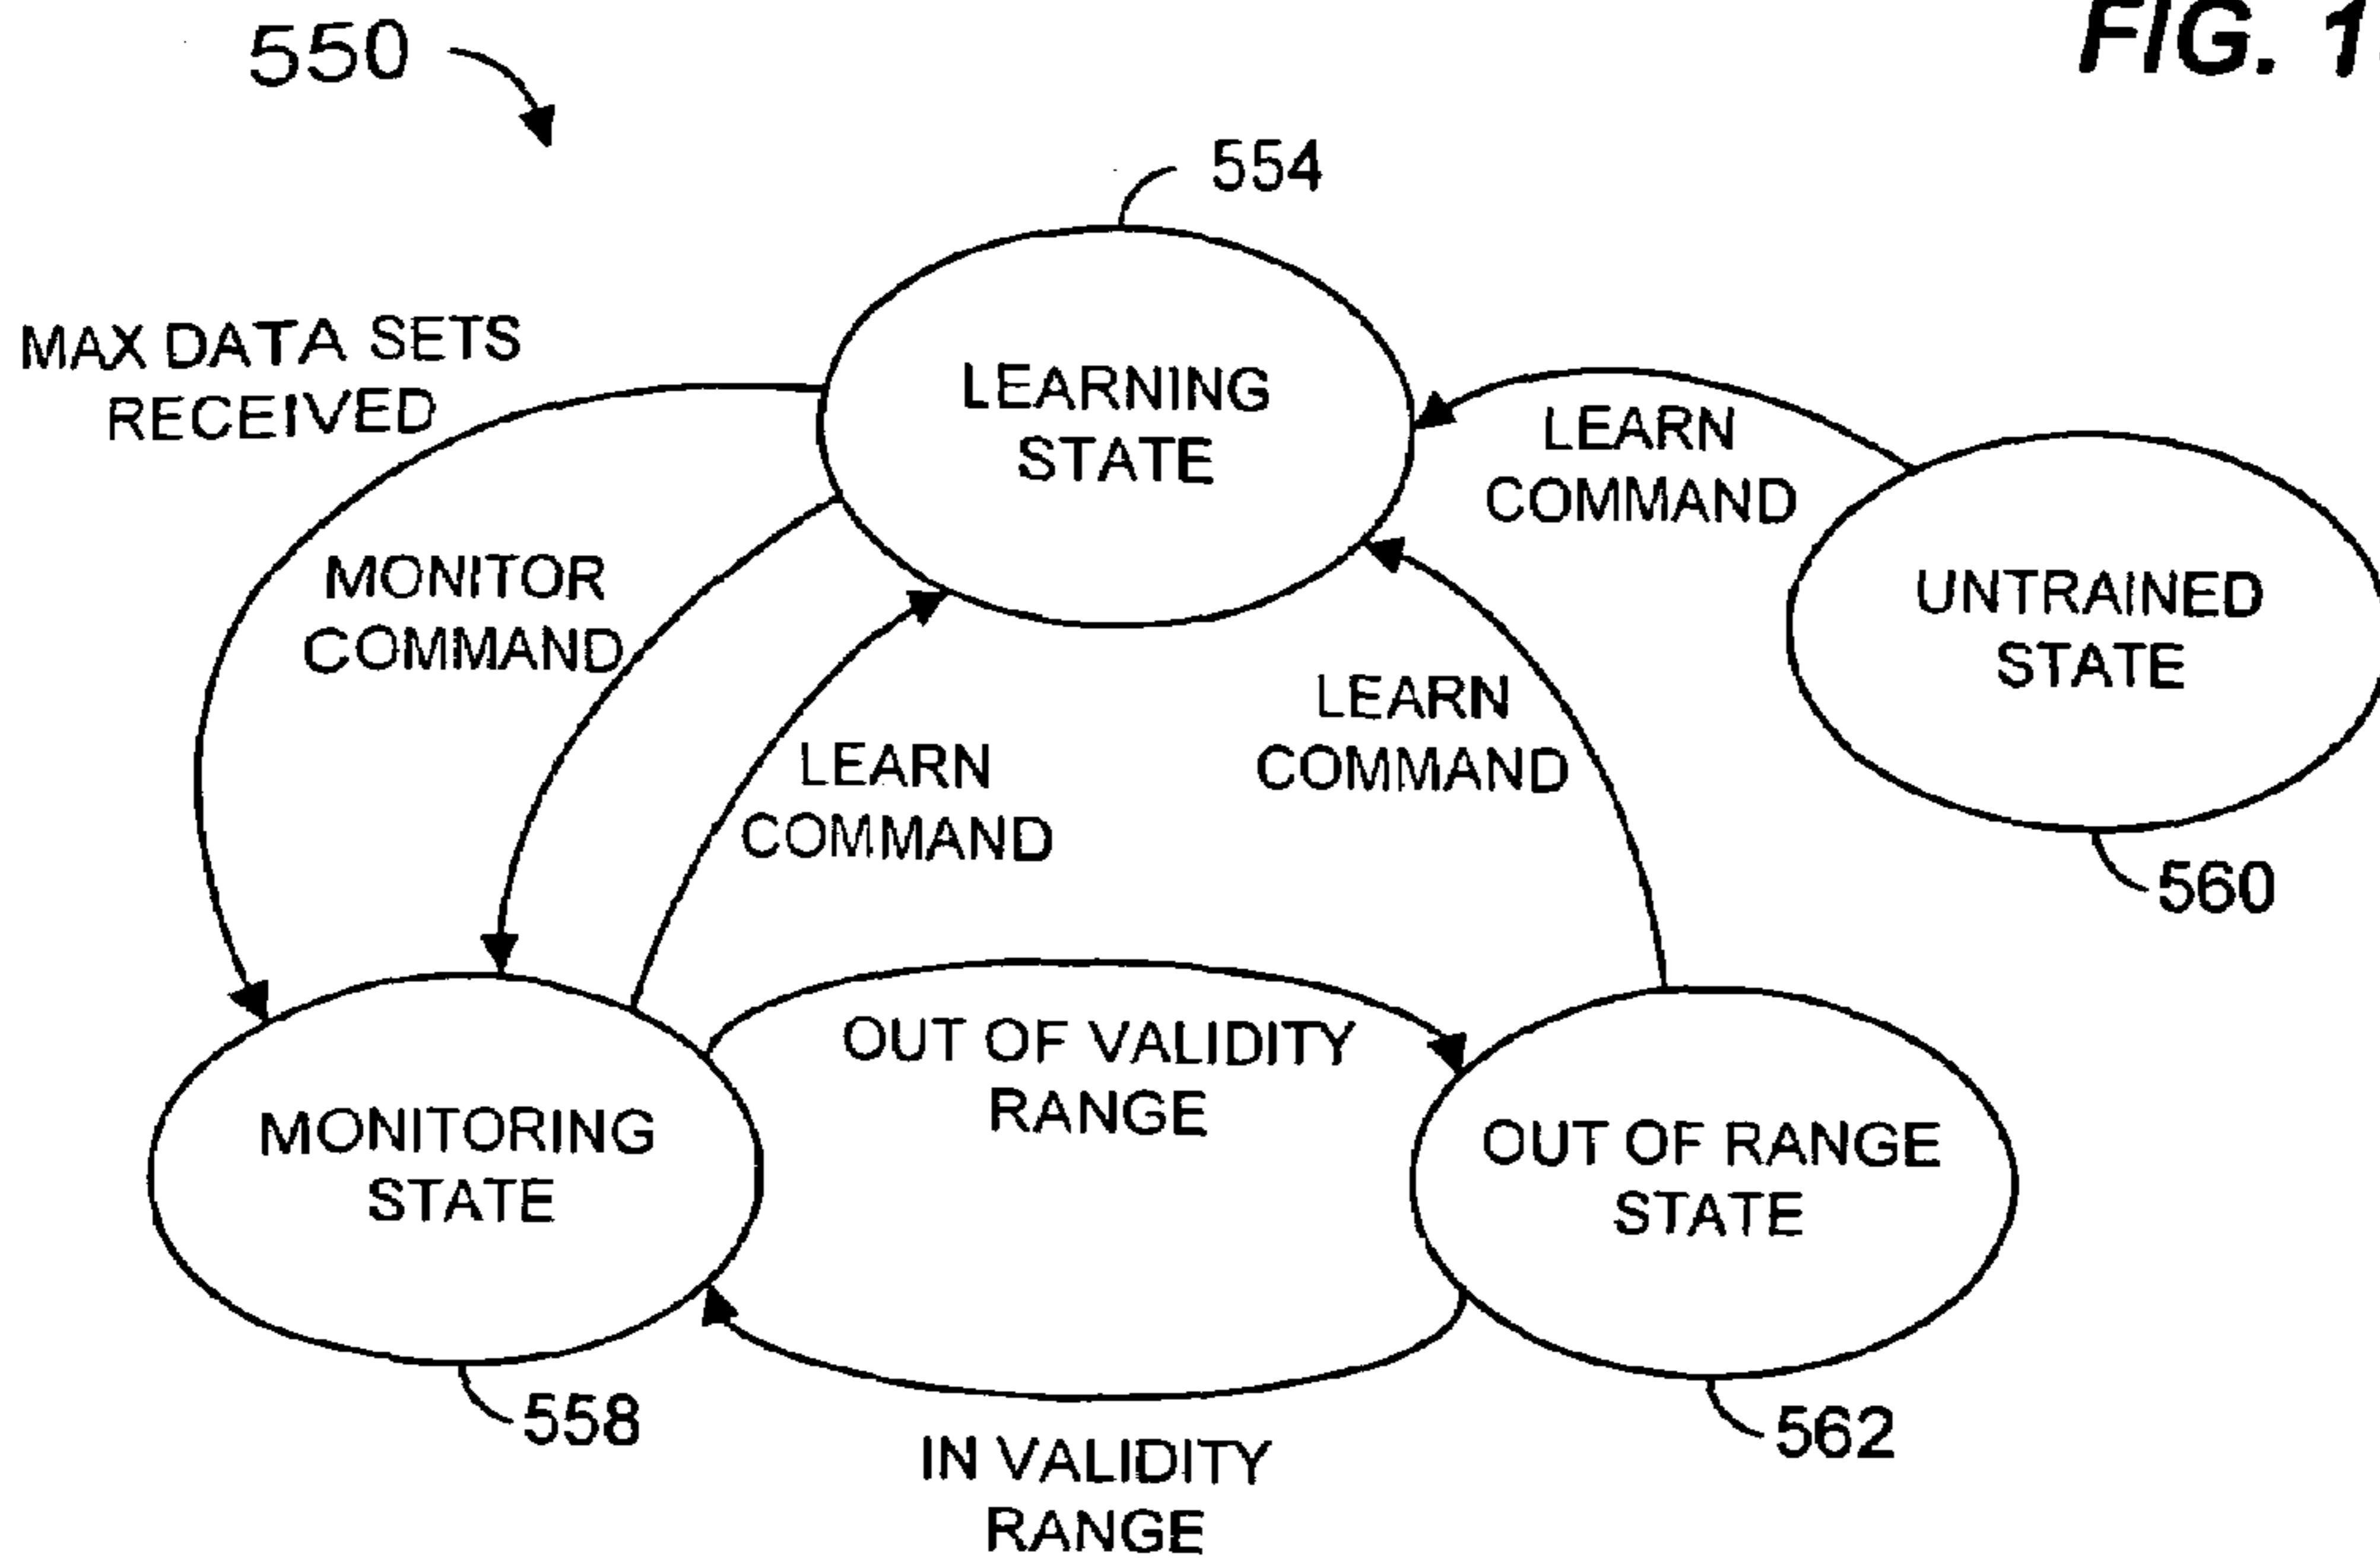 550
FIG. 1
554
MAX DATA SETS
RECEIVED
LEARNING
STATE
LEARN
COMMAND
MONITOR
COMMAND
UNTRAINED
STATE
LEARN
COMMAND
LEARN
COMMAND
560
OUT OF VALIDITY
RANGE
MONITORING
STATE
OUT OF RANGE
STATE
558
562
IN VALIDITY
RANGE